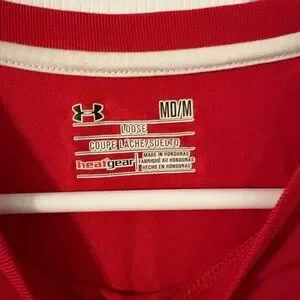 MD/M
LOOSE
COUPE LACHE/SUELTO
heatgear
MADE IN HONDURAS
FABRIQUÉ AU HONDURAS
HECHO EN HONDURAS